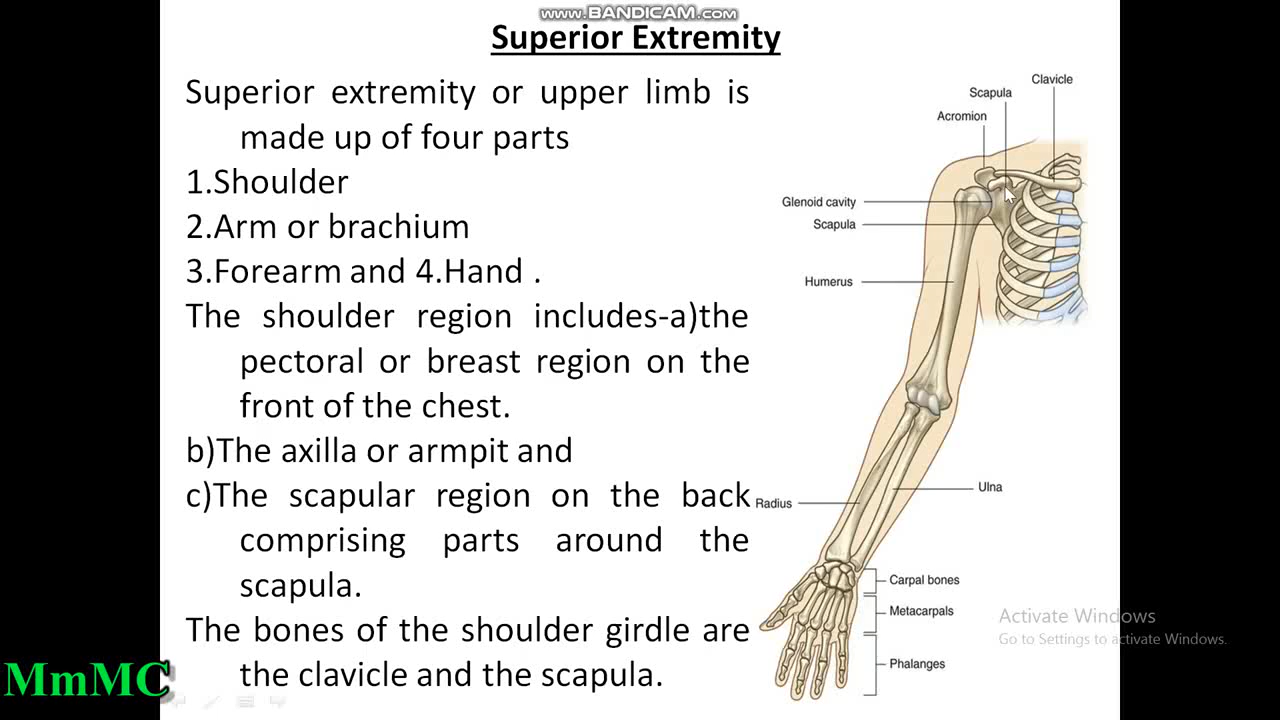 www.BANDICAM.com
Superior Extremity
Superior extremity or upper limb is
made up of four parts
1.Shoulder
2.Arm or brachium
3.Forearm and 4.Hand .
The shoulder region includes-a)the
pectoral or breast region on the
front of the chest.
b)The axilla or armpit and
c)The scapular region on the back
comprising parts around the
scapula.
The bones of the shoulder girdle are
the clavicle and the scapula.
Clavicle
Scapula
Acromion
Glenoid cavity
Scapula
Humerus
Ulna
Radius
Carpal bones
Metacarpals
Phalanges
Activate Windows
Go to Settings to activate Windows.
MmMC